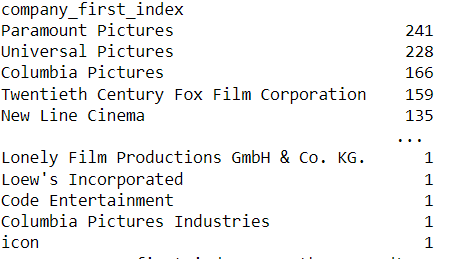 company_first_index
Paramount Pictures 241
Universal Pictures 228
Columbia Pictures 166
Twentieth Century Fox Film Corporation 159
New Line Cinema 135
...
Lonely Film Productions GmbH & Co. KG. 1
Loew's Incorporated 1
Code Entertainment 1
Columbia Pictures Industries 1
icon 1